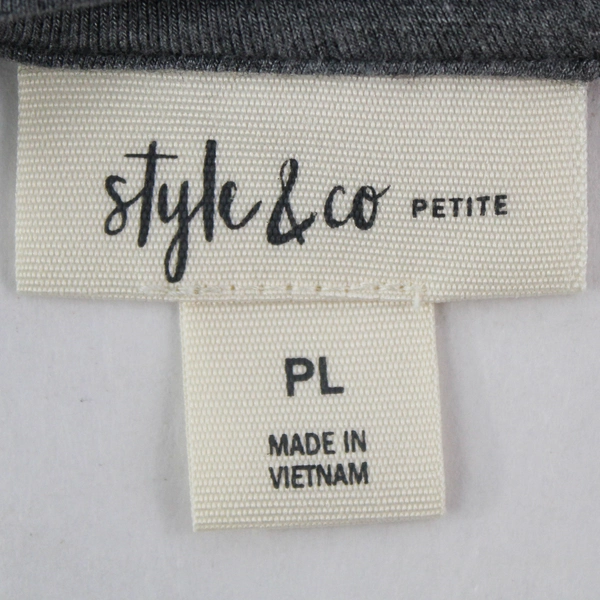 style & co PETITE
PL
MADE IN
VIETNAM